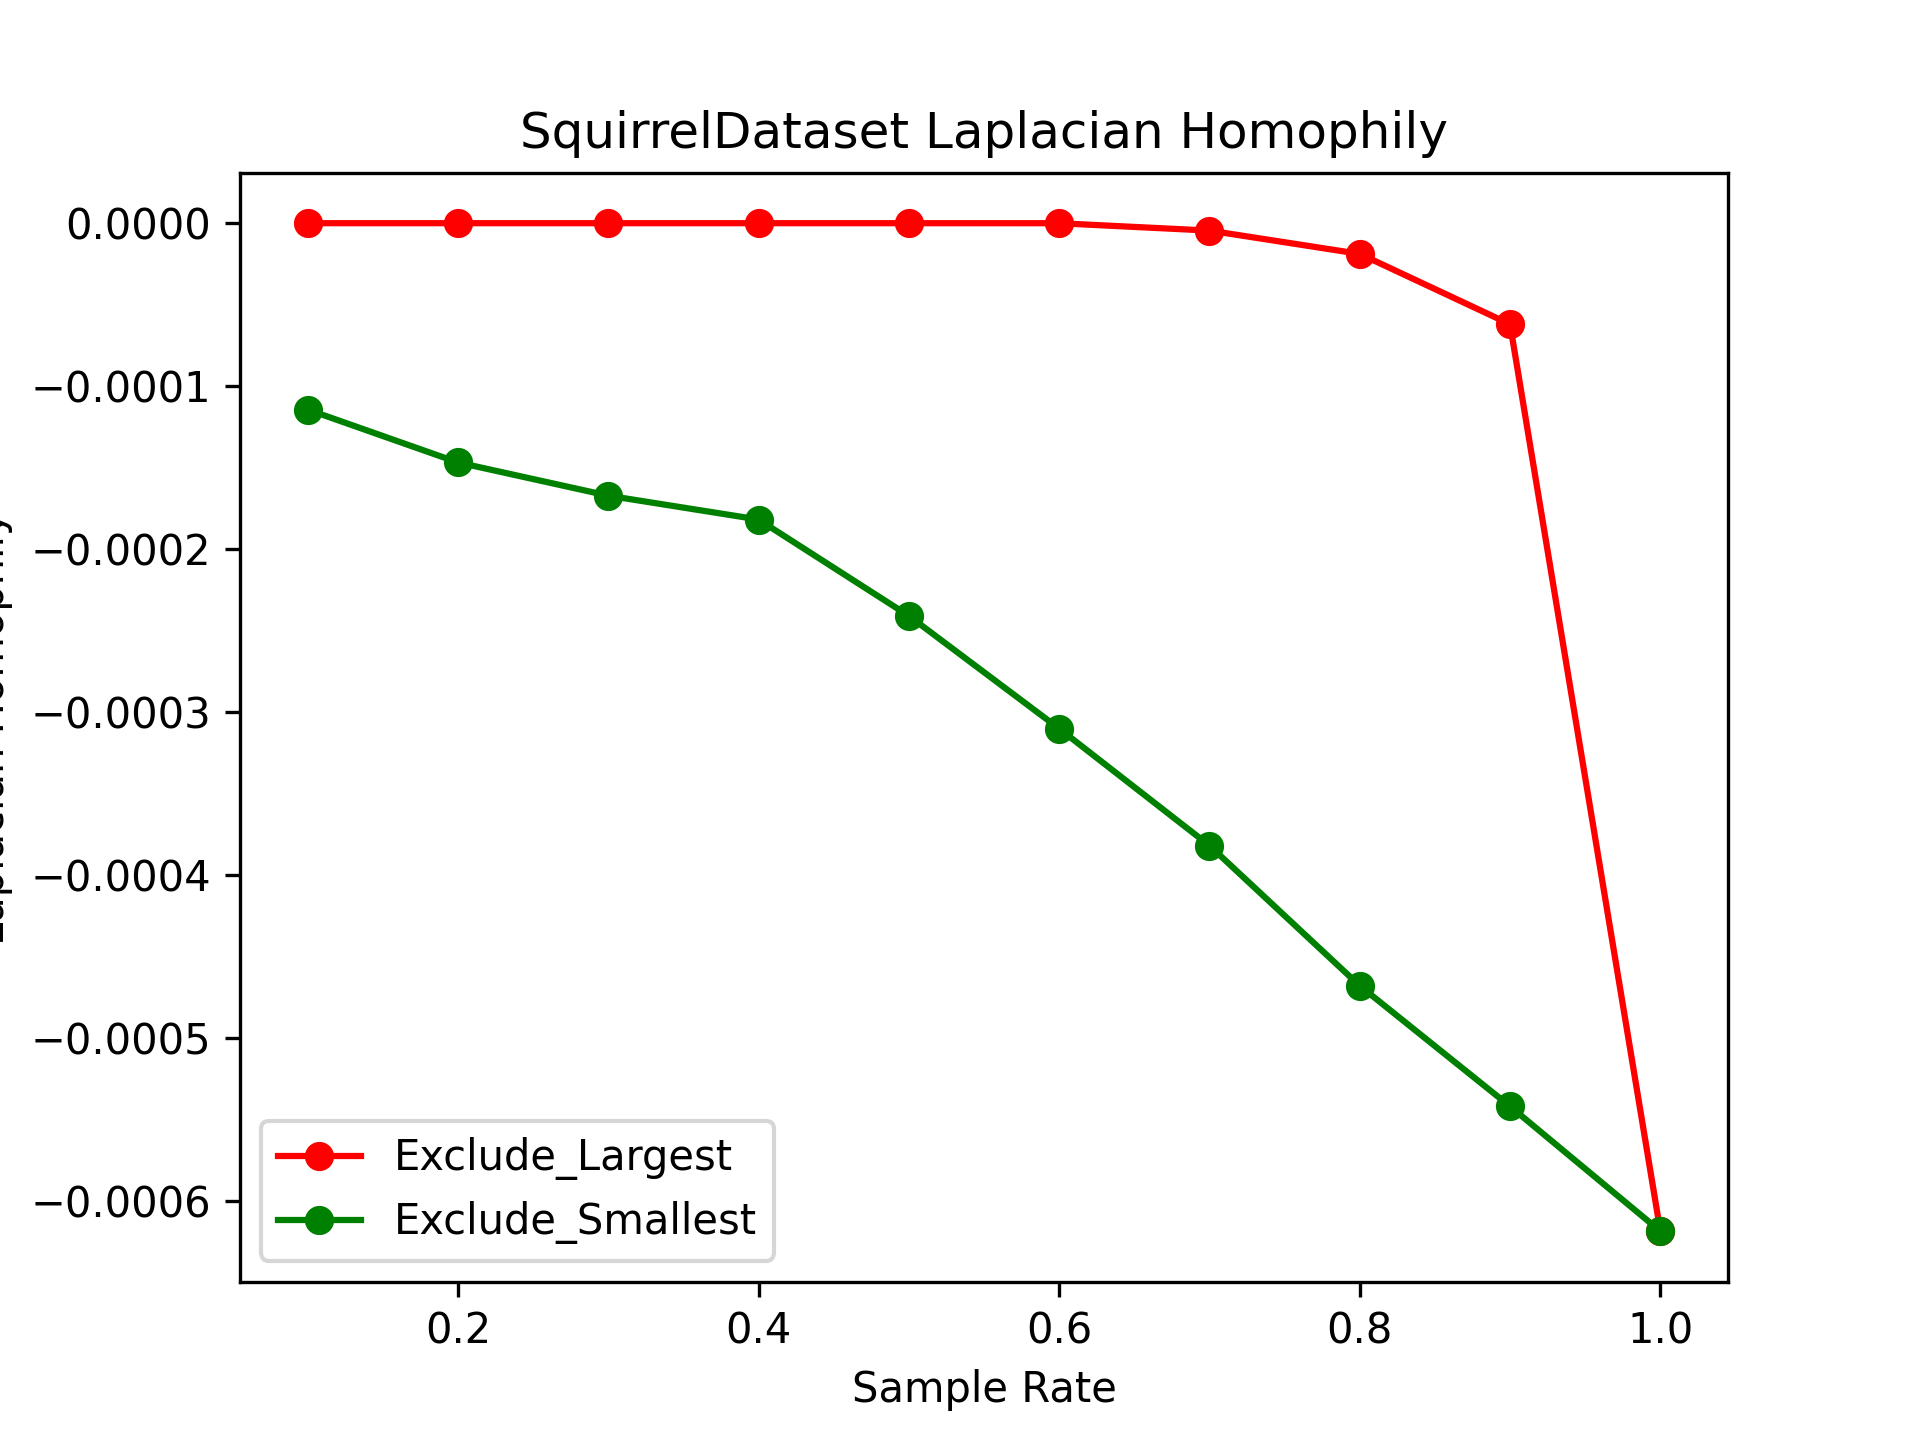 SquirrelDataset Laplacian Homophily
0.0000
−0.0001
−0.0002
−0.0003
−0.0004
−0.0005
−0.0006
Exclude_Largest
Exclude_Smallest
0.2 0.4 0.6 0.8 1.0
Sample Rate